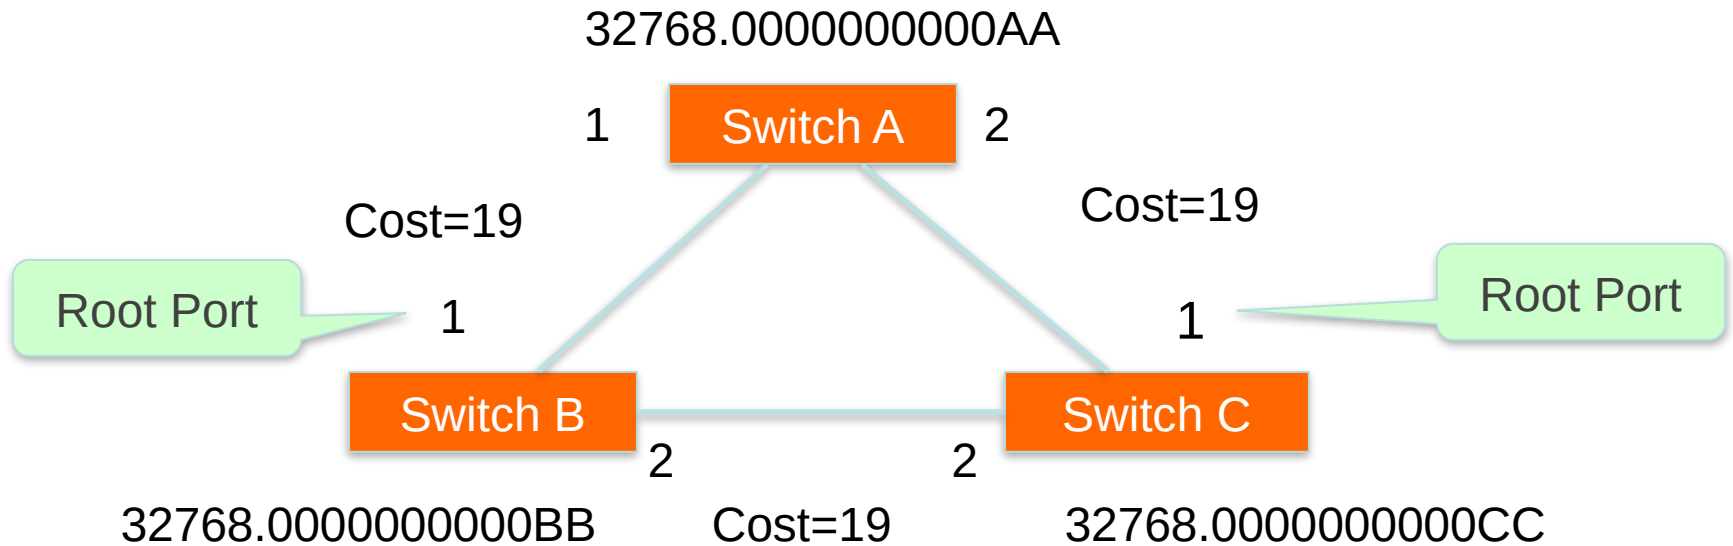 32768.0000000000AA
1
Switch A
2
Cost=19
Cost=19
Root Port
1
1
Root Port
Switch B
Switch C
2
2
32768.0000000000BB
Cost=19
32768.0000000000CC